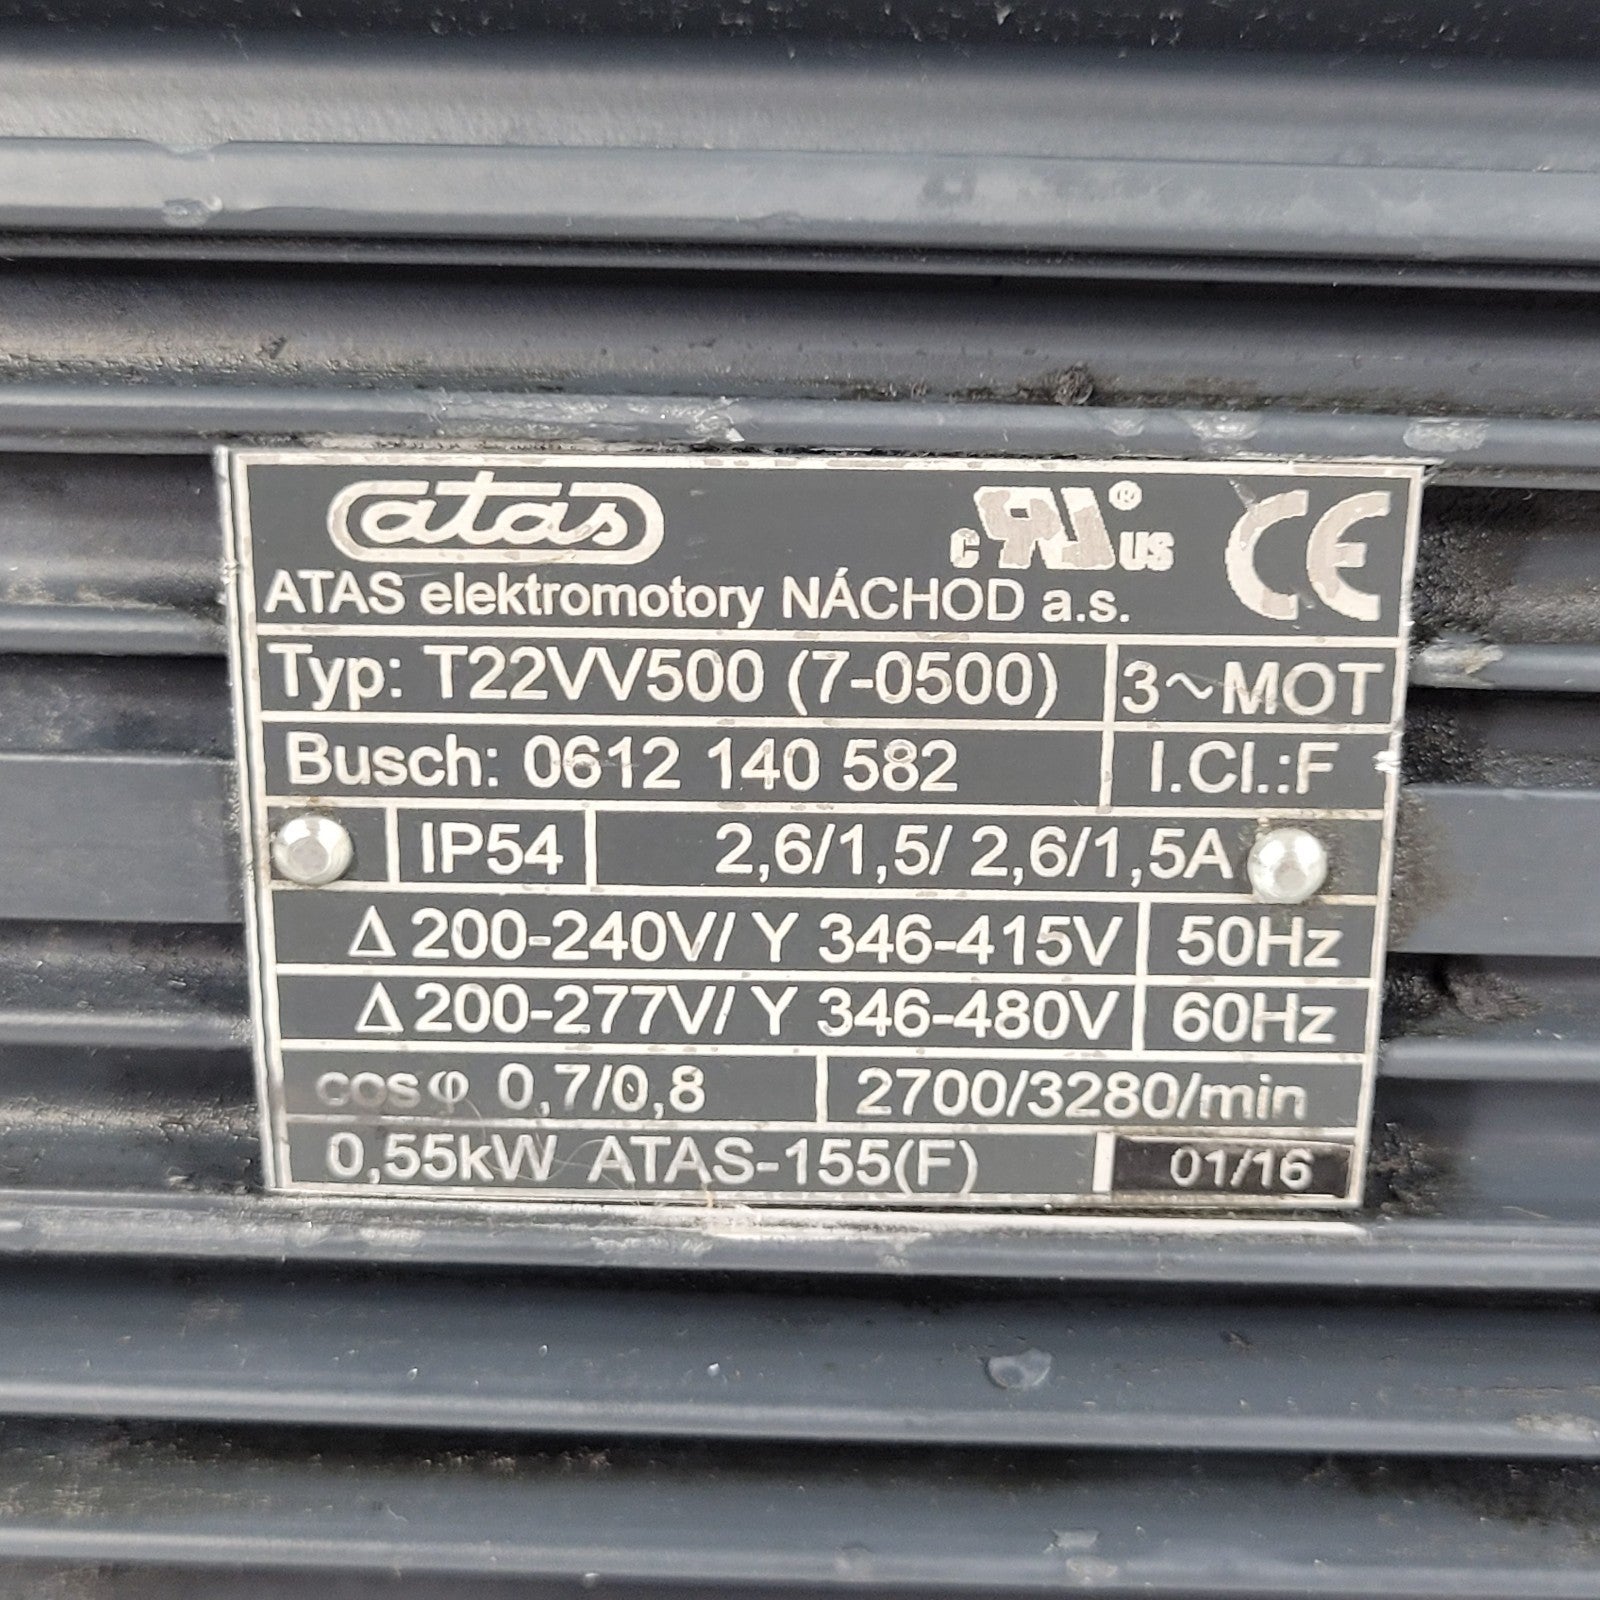 atas
c RU ® US CE
ATAS elektromotory NÁCHOD a.s.
Typ: T22VV500 (7-0500) 3~MOT
Busch: 0612 140 582 I.Cl.:F
IP54 2,6/1,5/ 2,6/1,5A
Δ 200-240V/ Y 346-415V 50Hz
Δ 200-277V/ Y 346-480V 60Hz
cos φ 0,7/0,8 2700/3280/min
0,55kW ATAS-155(F) 01/16